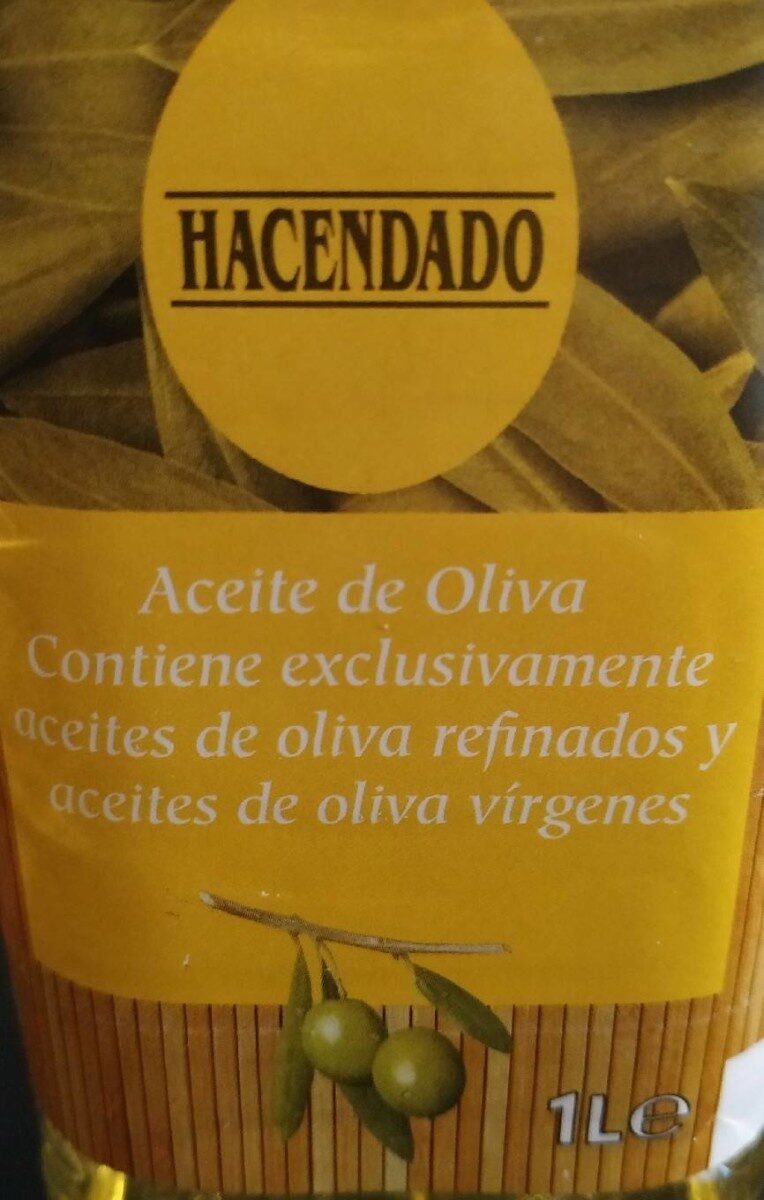 HACENDADO
Aceite de Oliva
Contiene exclusivamente
aceites de oliva refinados y
aceites de oliva vírgenes
1L℮